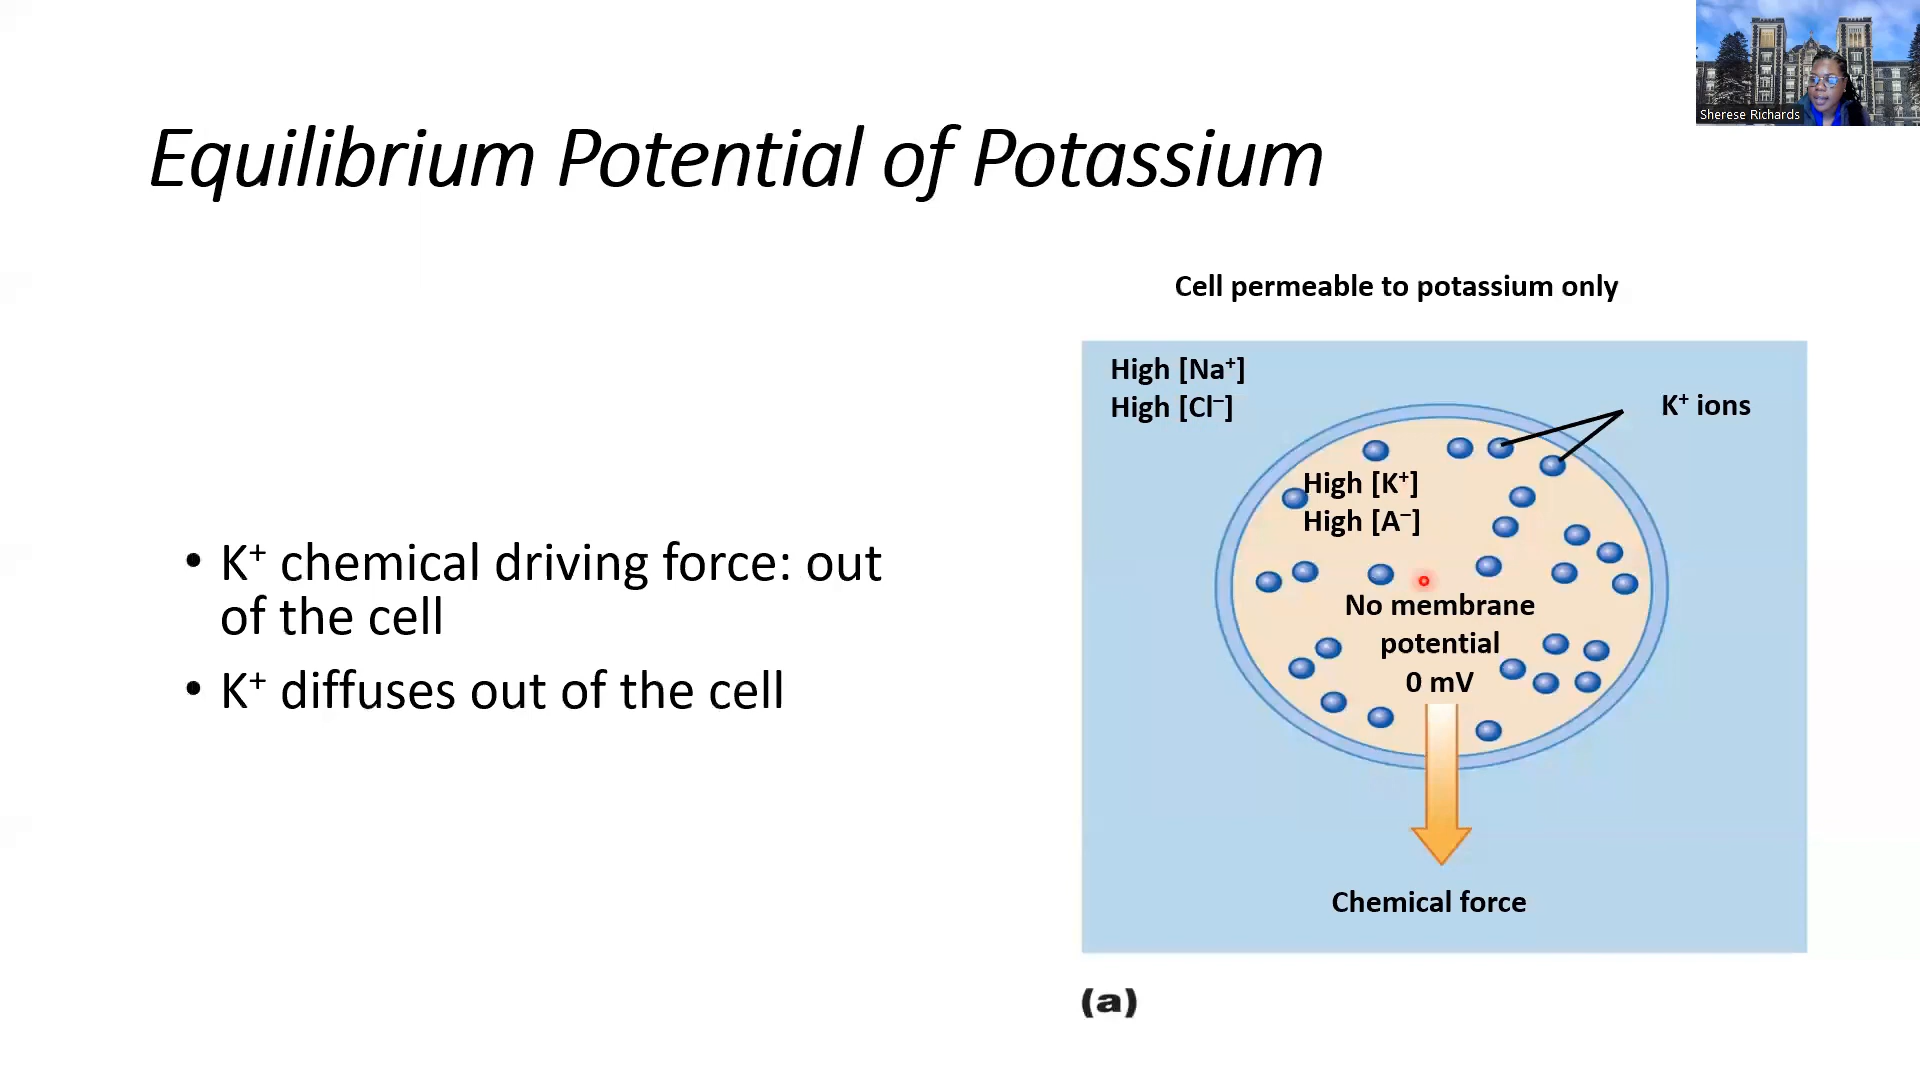 Sherese Richards
Equilibrium Potential of Potassium
Cell permeable to potassium only
High [Na⁺]
High [Cl⁻]
K⁺ ions
High [K⁺]
High [A⁻]
• K⁺ chemical driving force: out
of the cell
• K⁺ diffuses out of the cell
No membrane
potential
0 mV
Chemical force
(a)